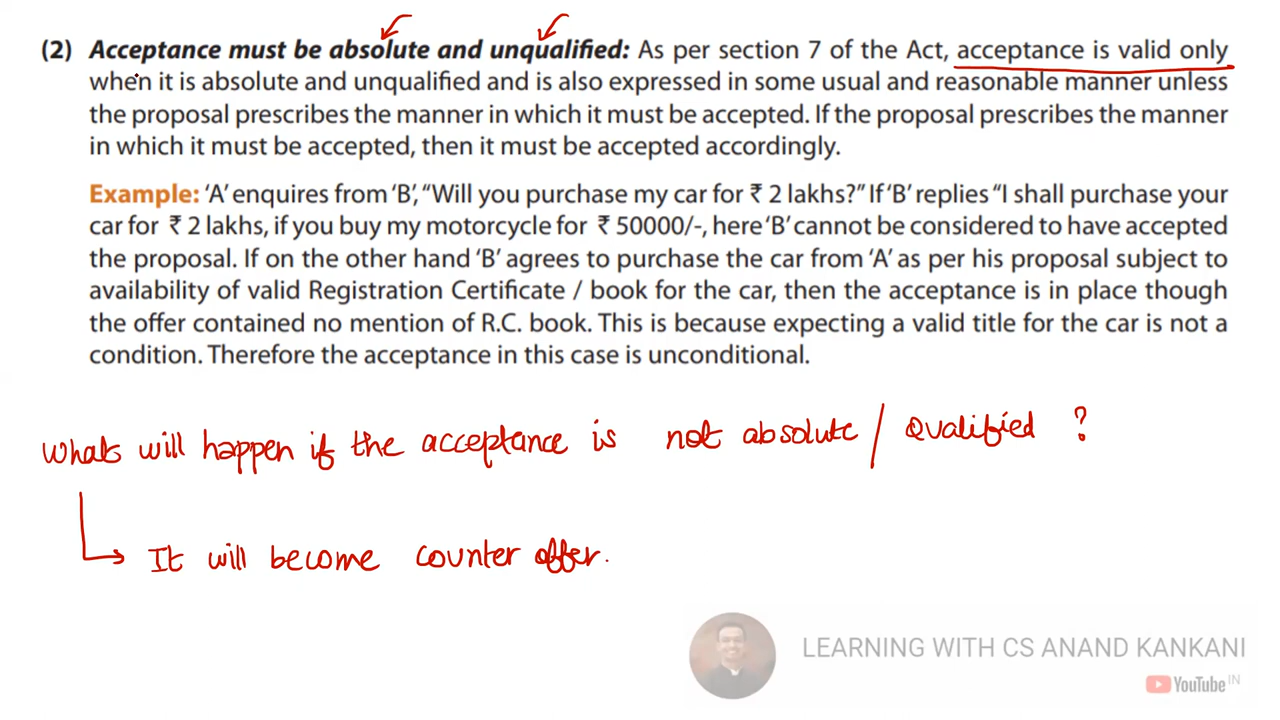 (2) Acceptance must be absolute and unqualified: As per section 7 of the Act, acceptance is valid only
when it is absolute and unqualified and is also expressed in some usual and reasonable manner unless
the proposal prescribes the manner in which it must be accepted. If the proposal prescribes the manner
in which it must be accepted, then it must be accepted accordingly.
Example: ‘A’ enquires from ‘B’, “Will you purchase my car for ₹ 2 lakhs?” If ‘B’ replies “I shall purchase your
car for ₹ 2 lakhs, if you buy my motorcycle for ₹ 50000/-, here ‘B’ cannot be considered to have accepted
the proposal. If on the other hand ‘B’ agrees to purchase the car from ‘A’ as per his proposal subject to
availability of valid Registration Certificate / book for the car, then the acceptance is in place though
the offer contained no mention of R.C. book. This is because expecting a valid title for the car is not a
condition. Therefore the acceptance in this case is unconditional.
Whats will happen if the acceptance is not absolute / Qualified ?
It will become counter offer.
LEARNING WITH CS ANAND KANKANI
YouTube IN